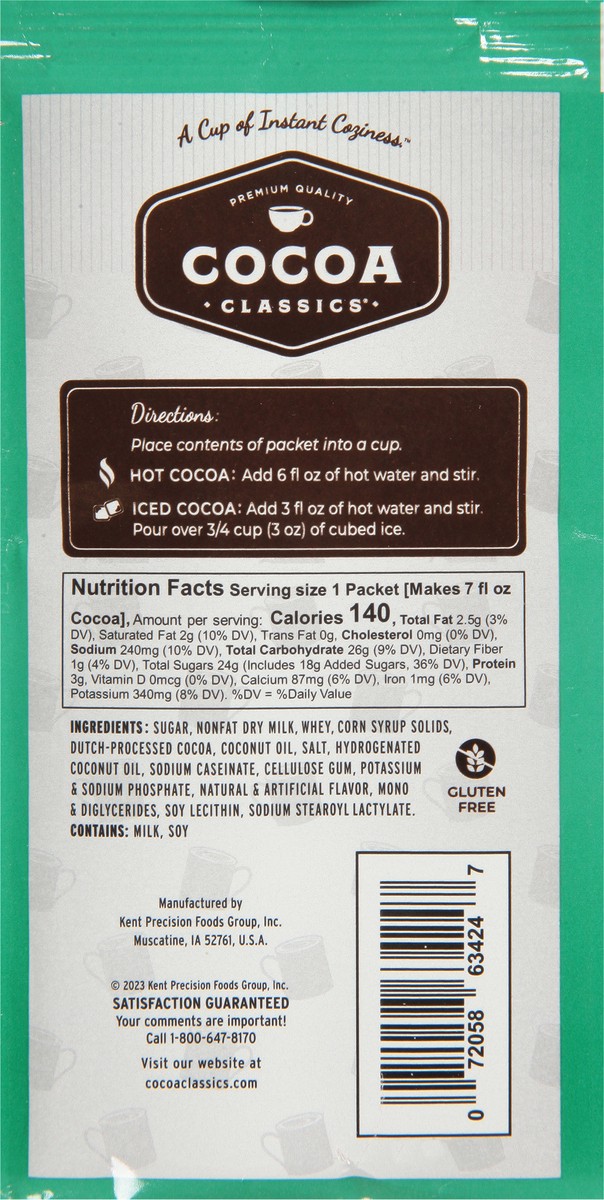 A Cup of Instant Coziness.™
PREMIUM QUALITY
COCOA
CLASSICS®
Directions:
Place contents of packet into a cup.
HOT COCOA: Add 6 fl oz of hot water and stir.
ICED COCOA: Add 3 fl oz of hot water and stir.
Pour over 3/4 cup (3 oz) of cubed ice.
Nutrition Facts Serving size 1 Packet [Makes 7 fl oz
Cocoa], Amount per serving: Calories 140, Total Fat 2.5g (3%
DV), Saturated Fat 2g (10% DV), Trans Fat 0g, Cholesterol 0mg (0% DV),
Sodium 240mg (10% DV), Total Carbohydrate 26g (9% DV), Dietary Fiber
1g (4% DV), Total Sugars 24g (Includes 18g Added Sugars, 36% DV), Protein
3g, Vitamin D 0mcg (0% DV), Calcium 87mg (6% DV), Iron 1mg (6% DV),
Potassium 340mg (8% DV). %DV = %Daily Value
INGREDIENTS: SUGAR, NONFAT DRY MILK, WHEY, CORN SYRUP SOLIDS,
DUTCH-PROCESSED COCOA, COCONUT OIL, SALT, HYDROGENATED
COCONUT OIL, SODIUM CASEINATE, CELLULOSE GUM, POTASSIUM
& SODIUM PHOSPHATE, NATURAL & ARTIFICIAL FLAVOR, MONO
& DIGLYCERIDES, SOY LECITHIN, SODIUM STEAROYL LACTYLATE.
CONTAINS: MILK, SOY
GLUTEN
FREE
Manufactured by
Kent Precision Foods Group, Inc.
Muscatine, IA 52761, U.S.A.
© 2023 Kent Precision Foods Group, Inc.
SATISFACTION GUARANTEED
Your comments are important!
Call 1-800-647-8170
Visit our website at
cocoaclassics.com
0 72058 63424 7